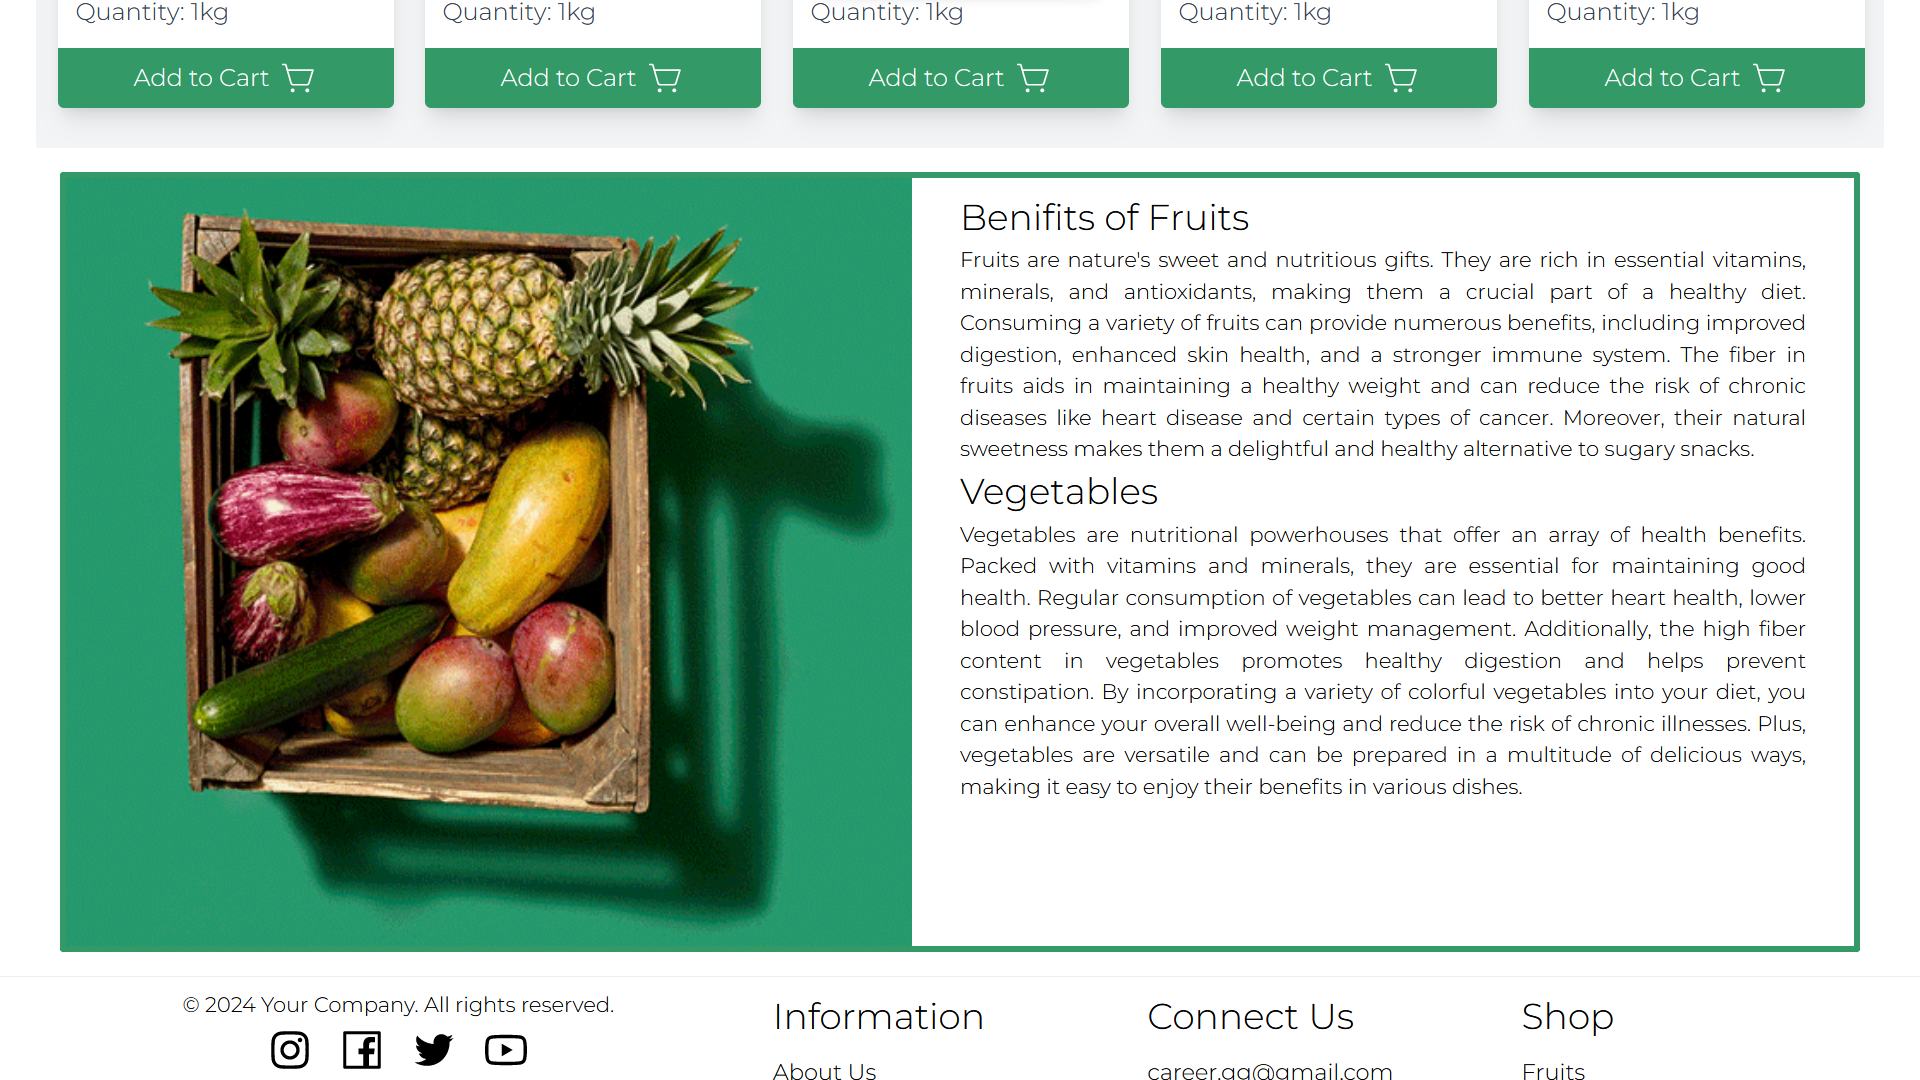 Quantity: 1kg
Quantity: 1kg
Quantity: 1kg
Quantity: 1kg
Quantity: 1kg
Add to Cart
Add to Cart
Add to Cart
Add to Cart
Add to Cart
Benifits of Fruits
Fruits are nature's sweet and nutritious gifts. They are rich in essential vitamins,
minerals, and antioxidants, making them a crucial part of a healthy diet.
Consuming a variety of fruits can provide numerous benefits, including improved
digestion, enhanced skin health, and a stronger immune system. The fiber in
fruits aids in maintaining a healthy weight and can reduce the risk of chronic
diseases like heart disease and certain types of cancer. Moreover, their natural
sweetness makes them a delightful and healthy alternative to sugary snacks.
Vegetables
Vegetables are nutritional powerhouses that offer an array of health benefits.
Packed with vitamins and minerals, they are essential for maintaining good
health. Regular consumption of vegetables can lead to better heart health, lower
blood pressure, and improved weight management. Additionally, the high fiber
content in vegetables promotes healthy digestion and helps prevent
constipation. By incorporating a variety of colorful vegetables into your diet, you
can enhance your overall well-being and reduce the risk of chronic illnesses. Plus,
vegetables are versatile and can be prepared in a multitude of delicious ways,
making it easy to enjoy their benefits in various dishes.
© 2024 Your Company. All rights reserved.
Information
About Us
Connect Us
career.gg@gmail.com
Shop
Fruits